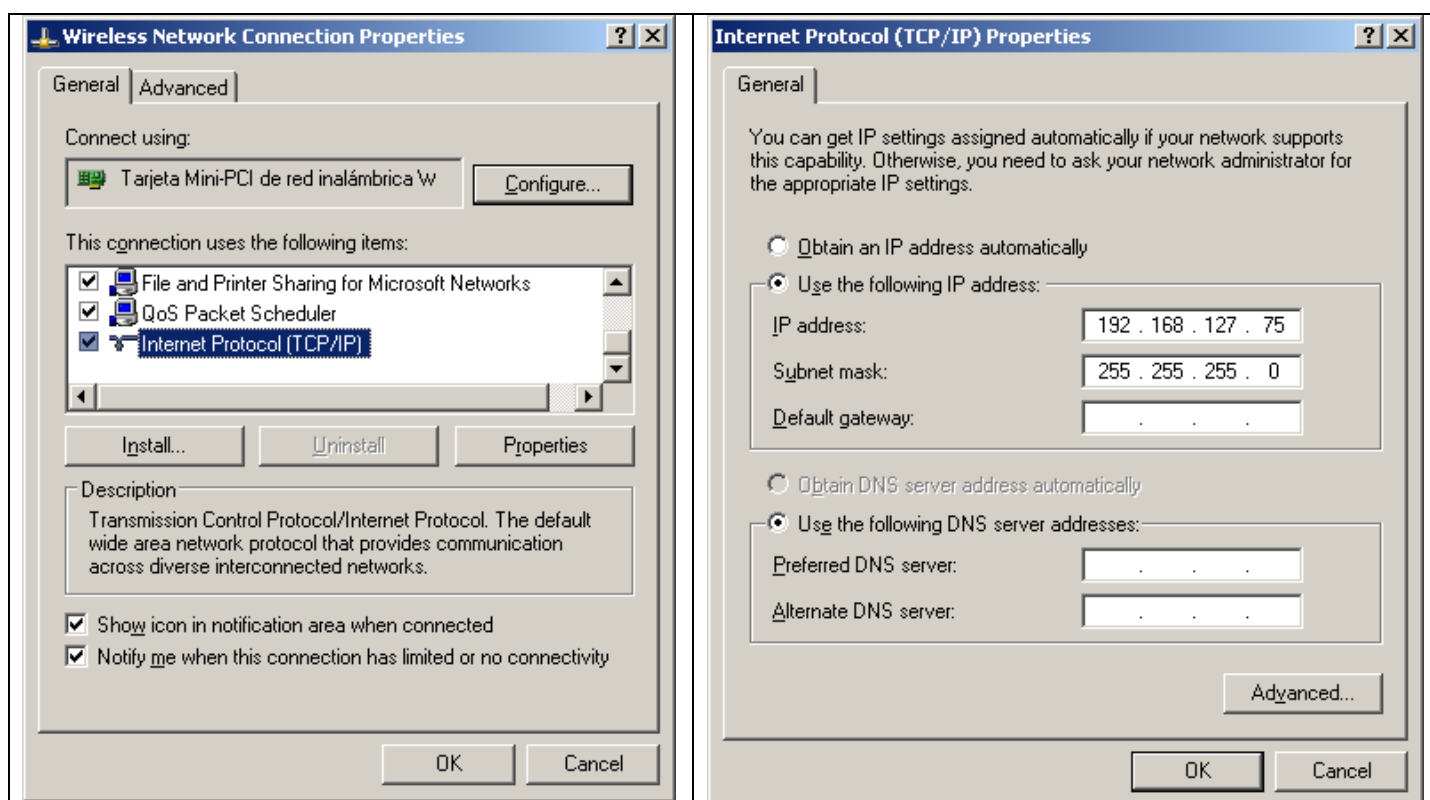 Wireless Network Connection Properties
General Advanced
Connect using:
Tarjeta Mini-PCI de red inalámbrica W
Configure...
This connection uses the following items:
File and Printer Sharing for Microsoft Networks
QoS Packet Scheduler
Internet Protocol (TCP/IP)
Install... Uninstall Properties
Description
Transmission Control Protocol/Internet Protocol. The default
wide area network protocol that provides communication
across diverse interconnected networks.
Show icon in notification area when connected
Notify me when this connection has limited or no connectivity
OK Cancel
Internet Protocol (TCP/IP) Properties
General
You can get IP settings assigned automatically if your network supports
this capability. Otherwise, you need to ask your network administrator for
the appropriate IP settings.
Obtain an IP address automatically
Use the following IP address:
IP address: 192 . 168 . 127 . 75
Subnet mask: 255 . 255 . 255 . 0
Default gateway: . . .
Obtain DNS server address automatically
Use the following DNS server addresses:
Preferred DNS server: . . .
Alternate DNS server: . . .
Advanced...
OK Cancel